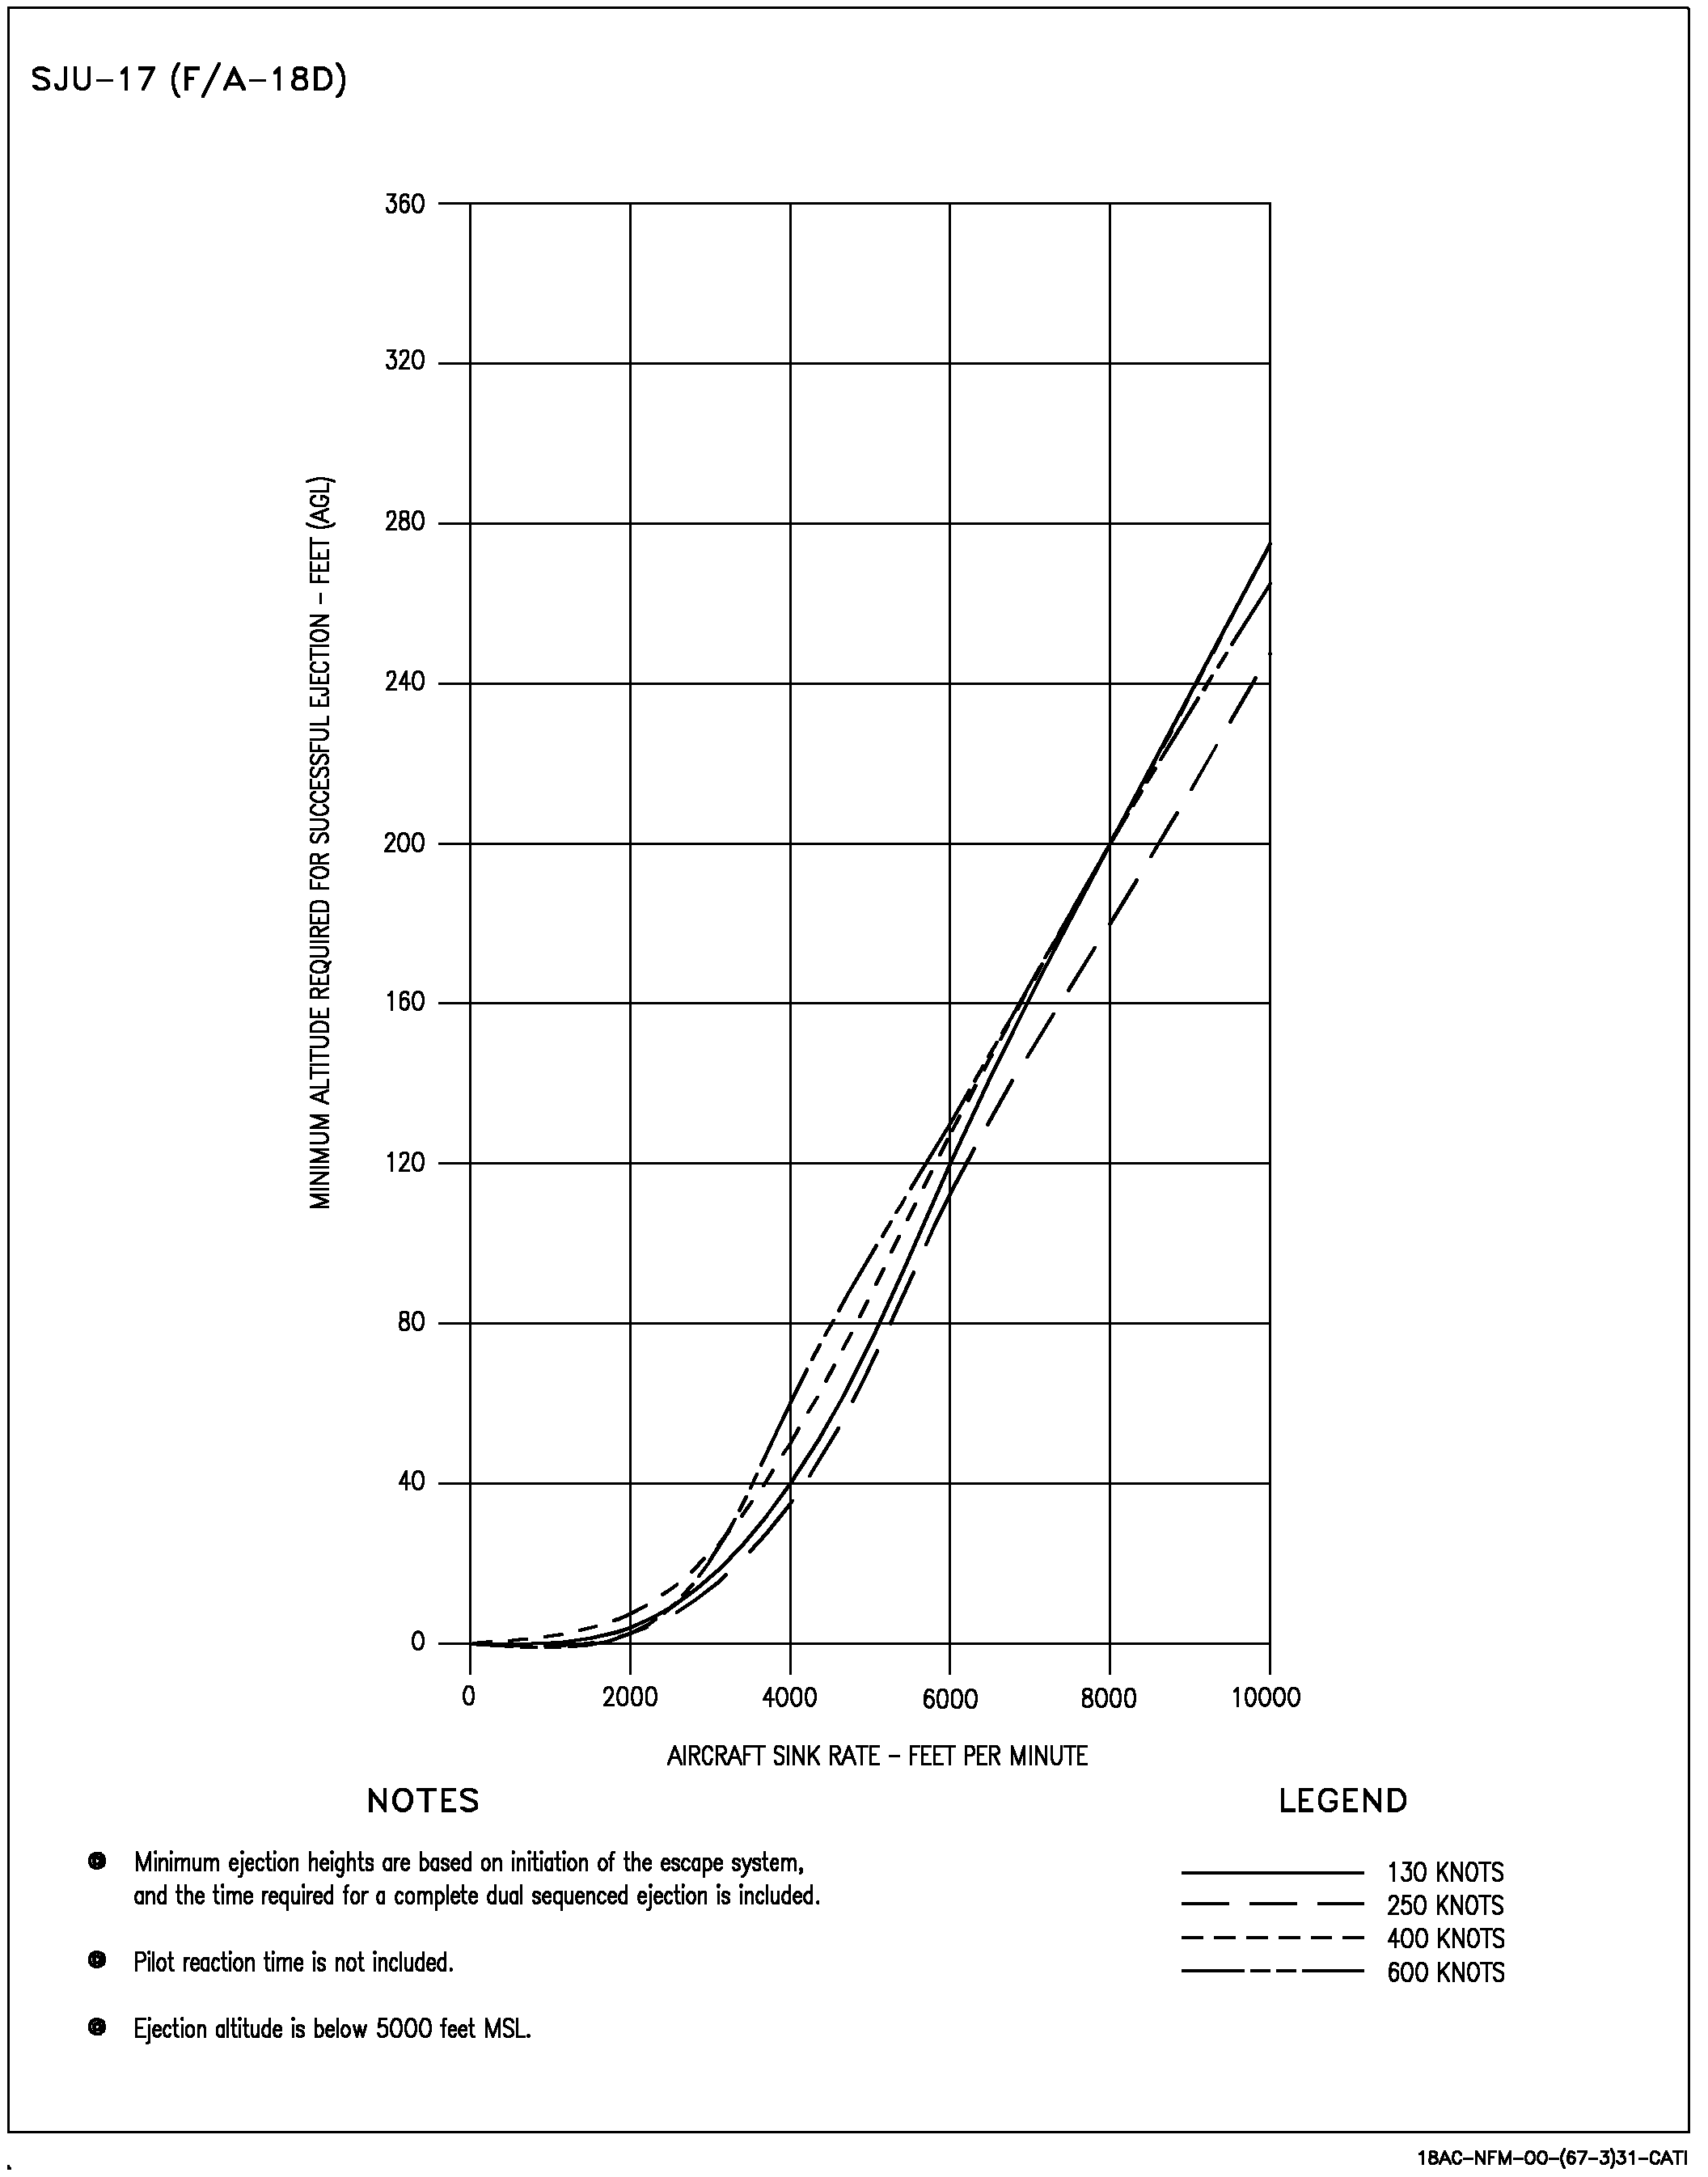 SJU-17 (F/A-18D)
360
320
280
240
200
160
120
80
40
0
MINIMUM ALTITUDE REQUIRED FOR SUCCESSFUL EJECTION - FEET (AGL)
0 2000 4000 6000 8000 10000
AIRCRAFT SINK RATE - FEET PER MINUTE
NOTES
● Minimum ejection heights are based on initiation of the escape system,
and the time required for a complete dual sequenced ejection is included.
● Pilot reaction time is not included.
● Ejection altitude is below 5000 feet MSL.
LEGEND
130 KNOTS
250 KNOTS
400 KNOTS
600 KNOTS
18AC-NFM-00-(67-3)31-CATI